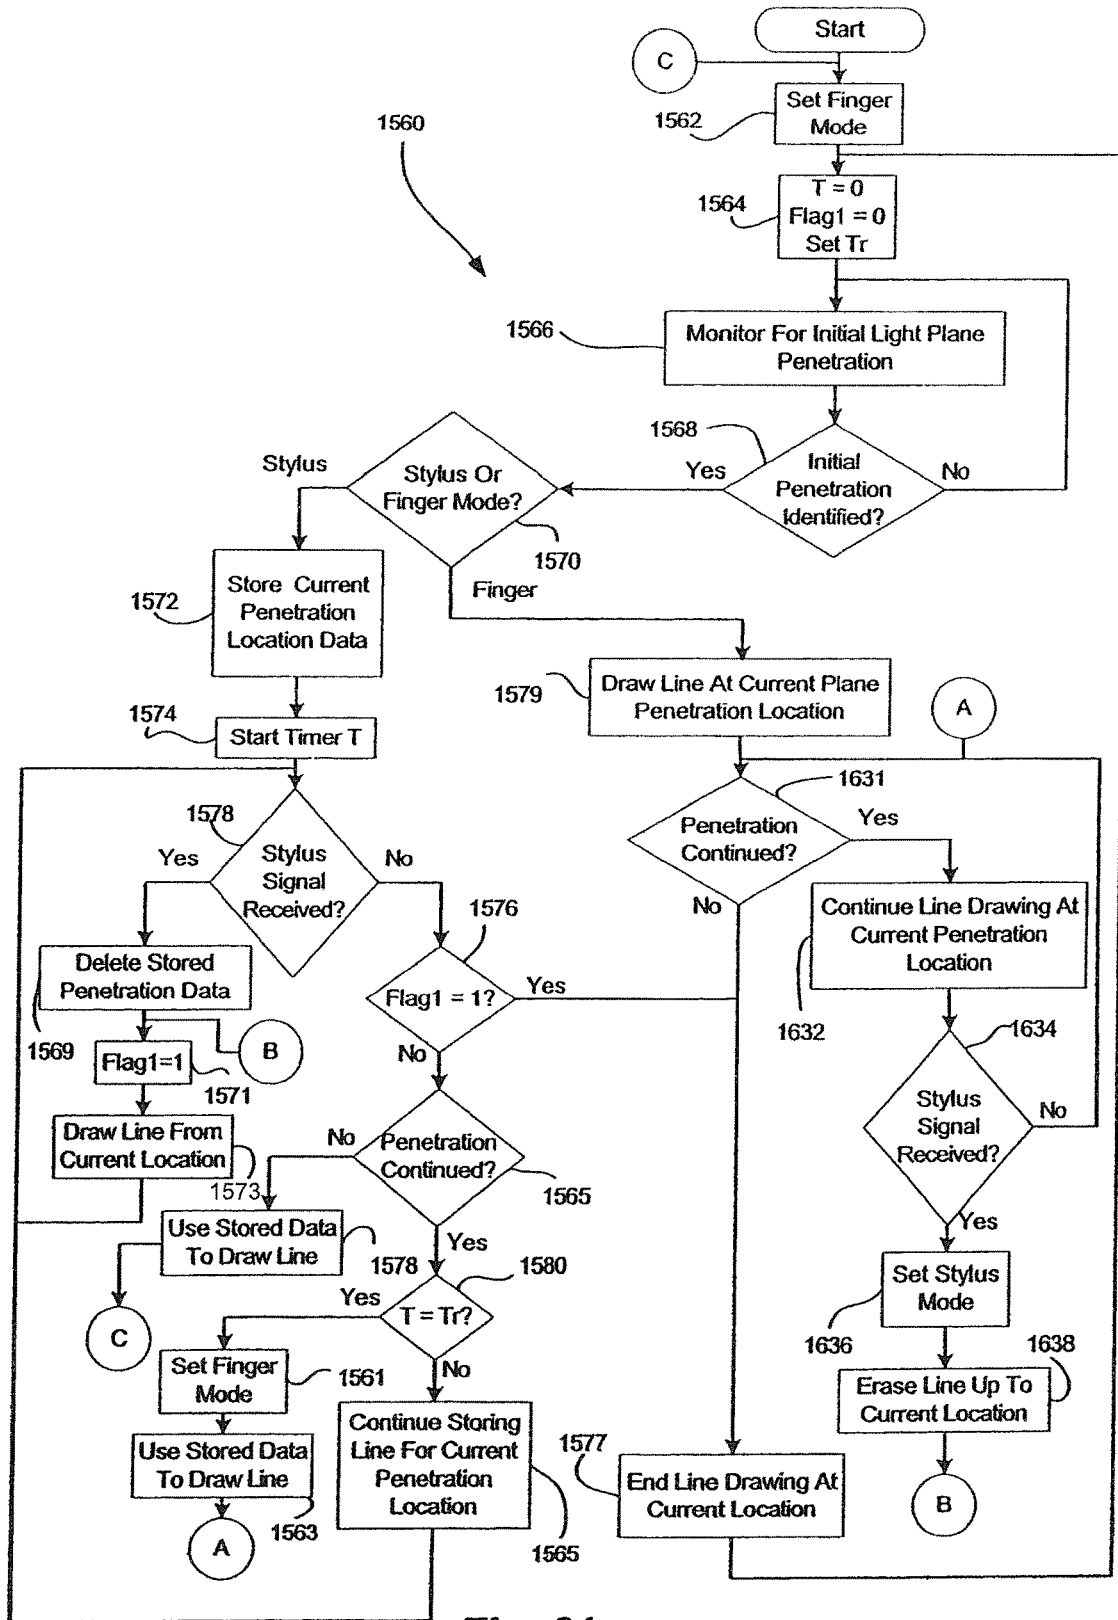 Start
C
Set Finger
Mode
1562
1560
T = 0
Flag1 = 0
Set Tr
1564
1566
Monitor For Initial Light Plane
Penetration
1568
Initial
Penetration
Identified?
Yes
No
Stylus Or
Finger Mode?
1570
Stylus
Finger
1572
Store Current
Penetration
Location Data
1579
Draw Line At Current Plane
Penetration Location
A
1574
Start Timer T
1631
Penetration
Continued?
Yes
No
1578
Stylus
Signal
Received?
Yes
No
1576
Continue Line Drawing At
Current Penetration
Location
1632
Delete Stored
Penetration Data
1569
Flag1 = 1?
Yes
No
B
Flag1=1
1571
1634
Stylus
Signal
Received?
No
Yes
Draw Line From
Current Location
1573
Penetration
Continued?
No
1565
Yes
Use Stored Data
To Draw Line
1578
C
1580
T = Tr?
Yes
No
Set Stylus
Mode
1636
Set Finger
Mode
1561
1638
Erase Line Up To
Current Location
Use Stored Data
To Draw Line
1563
A
Continue Storing
Line For Current
Penetration
Location
1565
1577
End Line Drawing At
Current Location
B